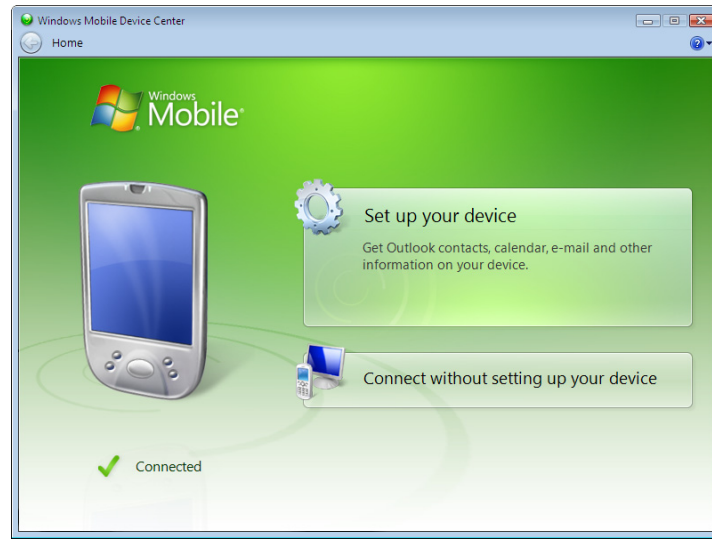 Windows Mobile Device Center
Home
Windows
Mobile
Set up your device
Get Outlook contacts, calendar, e-mail and other
information on your device.
Connect without setting up your device
Connected